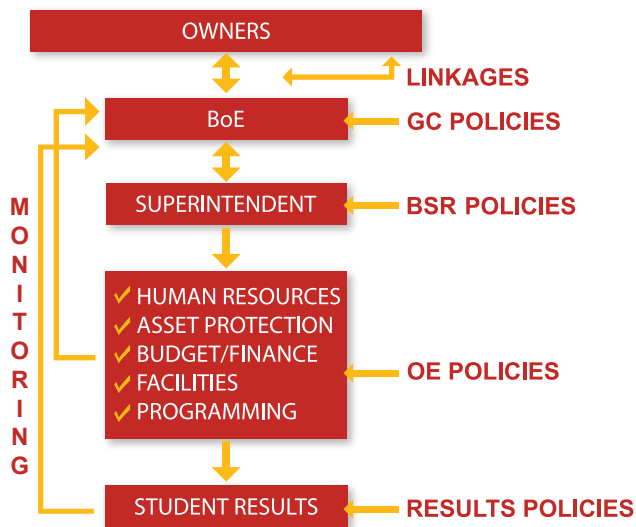 OWNERS
LINKAGES
BoE
GC POLICIES
SUPERINTENDENT
BSR POLICIES
MONITORING
HUMAN RESOURCES
ASSET PROTECTION
BUDGET/FINANCE
FACILITIES
PROGRAMMING
OE POLICIES
STUDENT RESULTS
RESULTS POLICIES